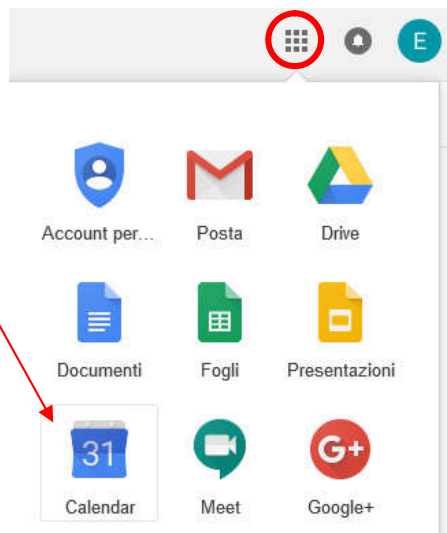 E
Account per...
Posta
Drive
Documenti
Fogli
Presentazioni
31
G+
Calendar
Meet
Google+